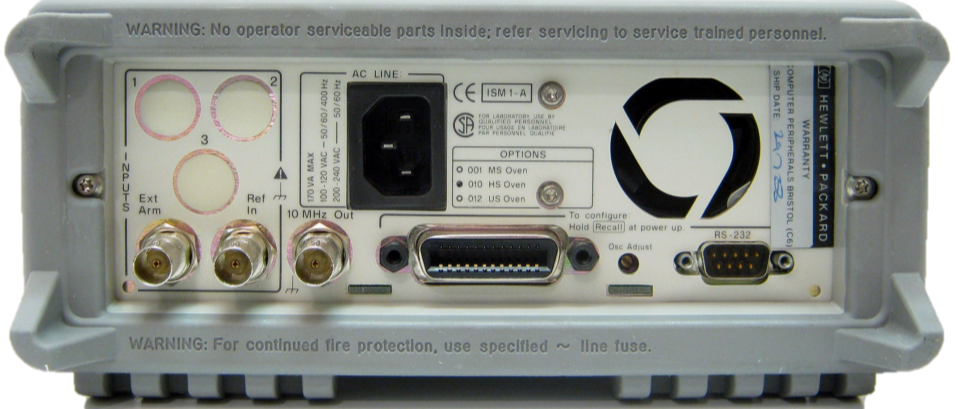 WARNING: No operator serviceable parts inside; refer servicing to service trained personnel.
1
2
3
INPUTS
Ext
Arm
Ref
In
AC LINE:
170 VA MAX
100-120 VAC — 50/60/400Hz
200-240 VAC — 50/60Hz
CE
ISM 1-A
SA
FOR LABORATORY USE BY
QUALIFIED PERSONNEL
POUR USAGE EN LABORATOIRE
PAR PERSONNEL QUALIFIE
OPTIONS
001 MS Oven
010 HS Oven
012 US Oven
10 MHz Out
To configure
Hold Recall at power up.
Osc Adjust
RS-232
hp HEWLETT•PACKARD
WARRANTY
COMPUTER PERIPHERALS BRISTOL (C6)
SHIP DATE
WARNING: For continued fire protection, use specified ~ line fuse.